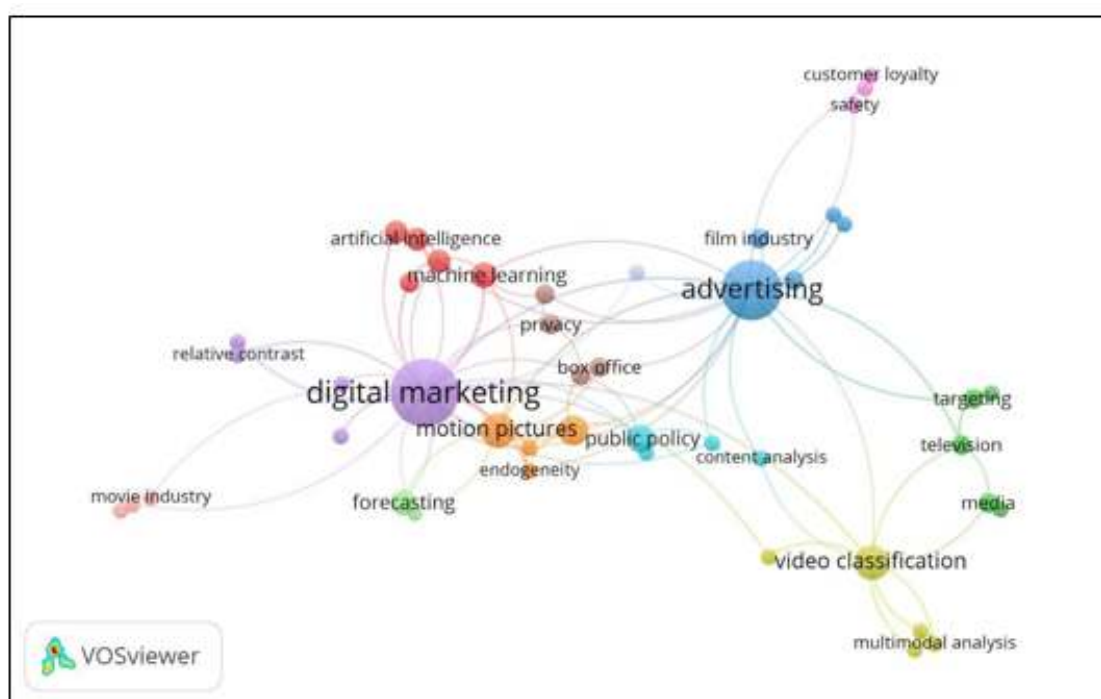 customer loyalty
safety
film industry
artificial intelligence
machine learning
advertising
privacy
relative contrast
box office
digital marketing
targeting
motion pictures
public policy
television
content analysis
endogeneity
movie industry
forecasting
media
video classification
multimodal analysis
VOSviewer